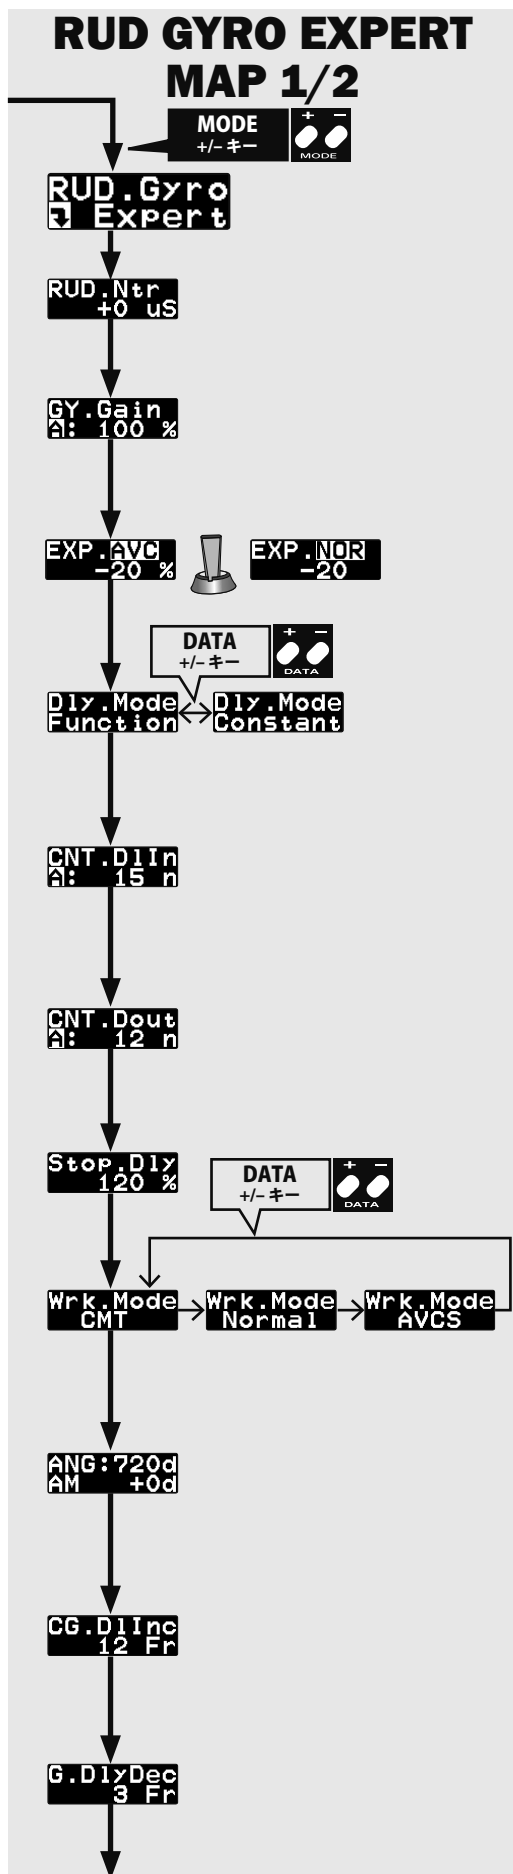 RUD GYRO EXPERT
MAP 1/2
MODE
+/– キー
+ –
MODE
RUD.Gyro
Expert
RUD.Ntr
+0 uS
GY.Gain
A: 100 %
EXP.AVC
-20 %
EXP.NOR
-20
DATA
+/– キー
+ –
DATA
Dly.Mode
Function
Dly.Mode
Constant
CNT.DlIn
A: 15 n
CNT.Dout
A: 12 n
Stop.Dly
120 %
DATA
+/– キー
+ –
DATA
Wrk.Mode
CMT
Wrk.Mode
Normal
Wrk.Mode
AVCS
ANG:720d
AM +0d
CG.DlInc
12 Fr
G.DlyDec
3 Fr